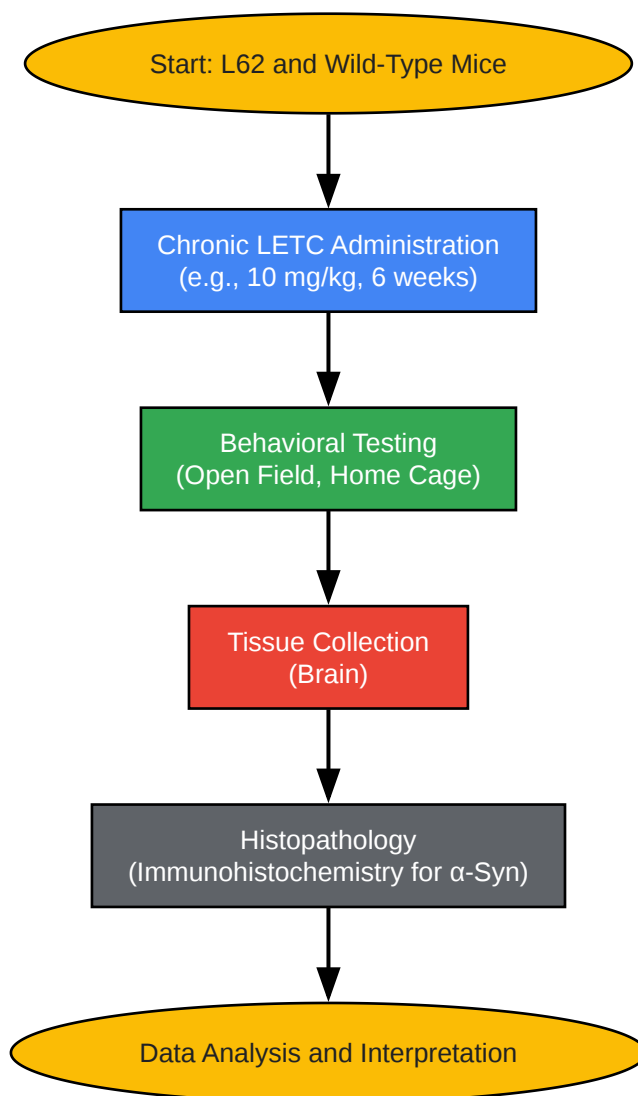 Start: L62 and Wild-Type Mice
Chronic LETC Administration
(e.g., 10 mg/kg, 6 weeks)
Behavioral Testing
(Open Field, Home Cage)
Tissue Collection
(Brain)
Histopathology
(Immunohistochemistry for α-Syn)
Data Analysis and Interpretation